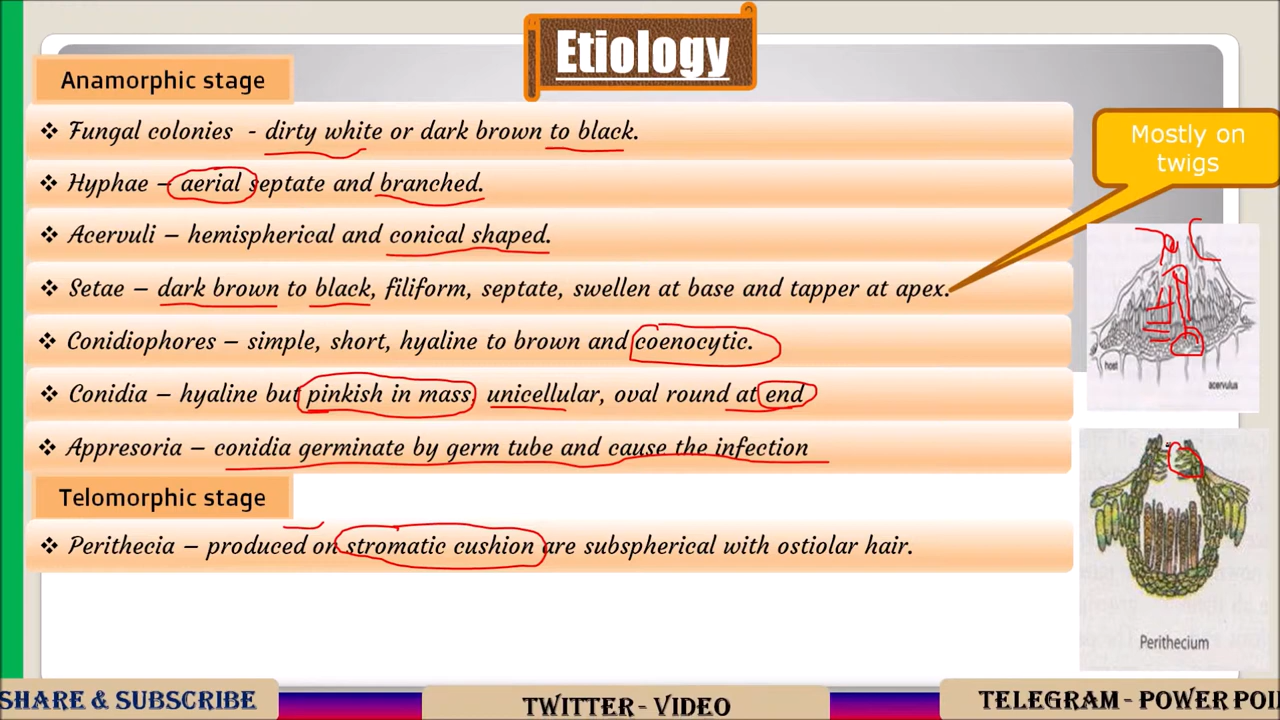 Etiology
Anamorphic stage
❖ Fungal colonies - dirty white or dark brown to black.
❖ Hyphae – aerial septate and branched.
❖ Acervuli – hemispherical and conical shaped.
❖ Setae – dark brown to black, filiform, septate, swellen at base and tapper at apex.
❖ Conidiophores – simple, short, hyaline to brown and coenocytic.
❖ Conidia – hyaline but pinkish in mass, unicellular, oval round at end
❖ Appresoria – conidia germinate by germ tube and cause the infection
Telomorphic stage
❖ Perithecia – produced on stromatic cushion are subspherical with ostiolar hair.
Mostly on
twigs
host
acervulus
Perithecium
SHARE & SUBSCRIBE
TWITTER - VIDEO
TELEGRAM - POWER POI